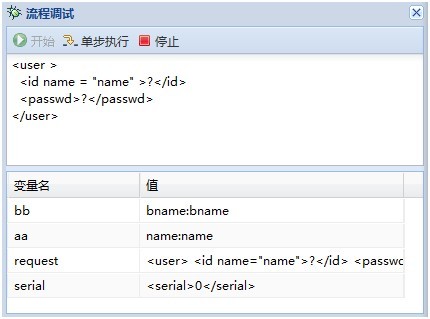 流程调试
开始 单步执行 停止
<user >
<id name = "name" >?</id>
<passwd>?</passwd>
</user>
变量名 值
bb bname:bname
aa name:name
request <user> <id name="name">?</id> <passwc
serial <serial>0</serial>